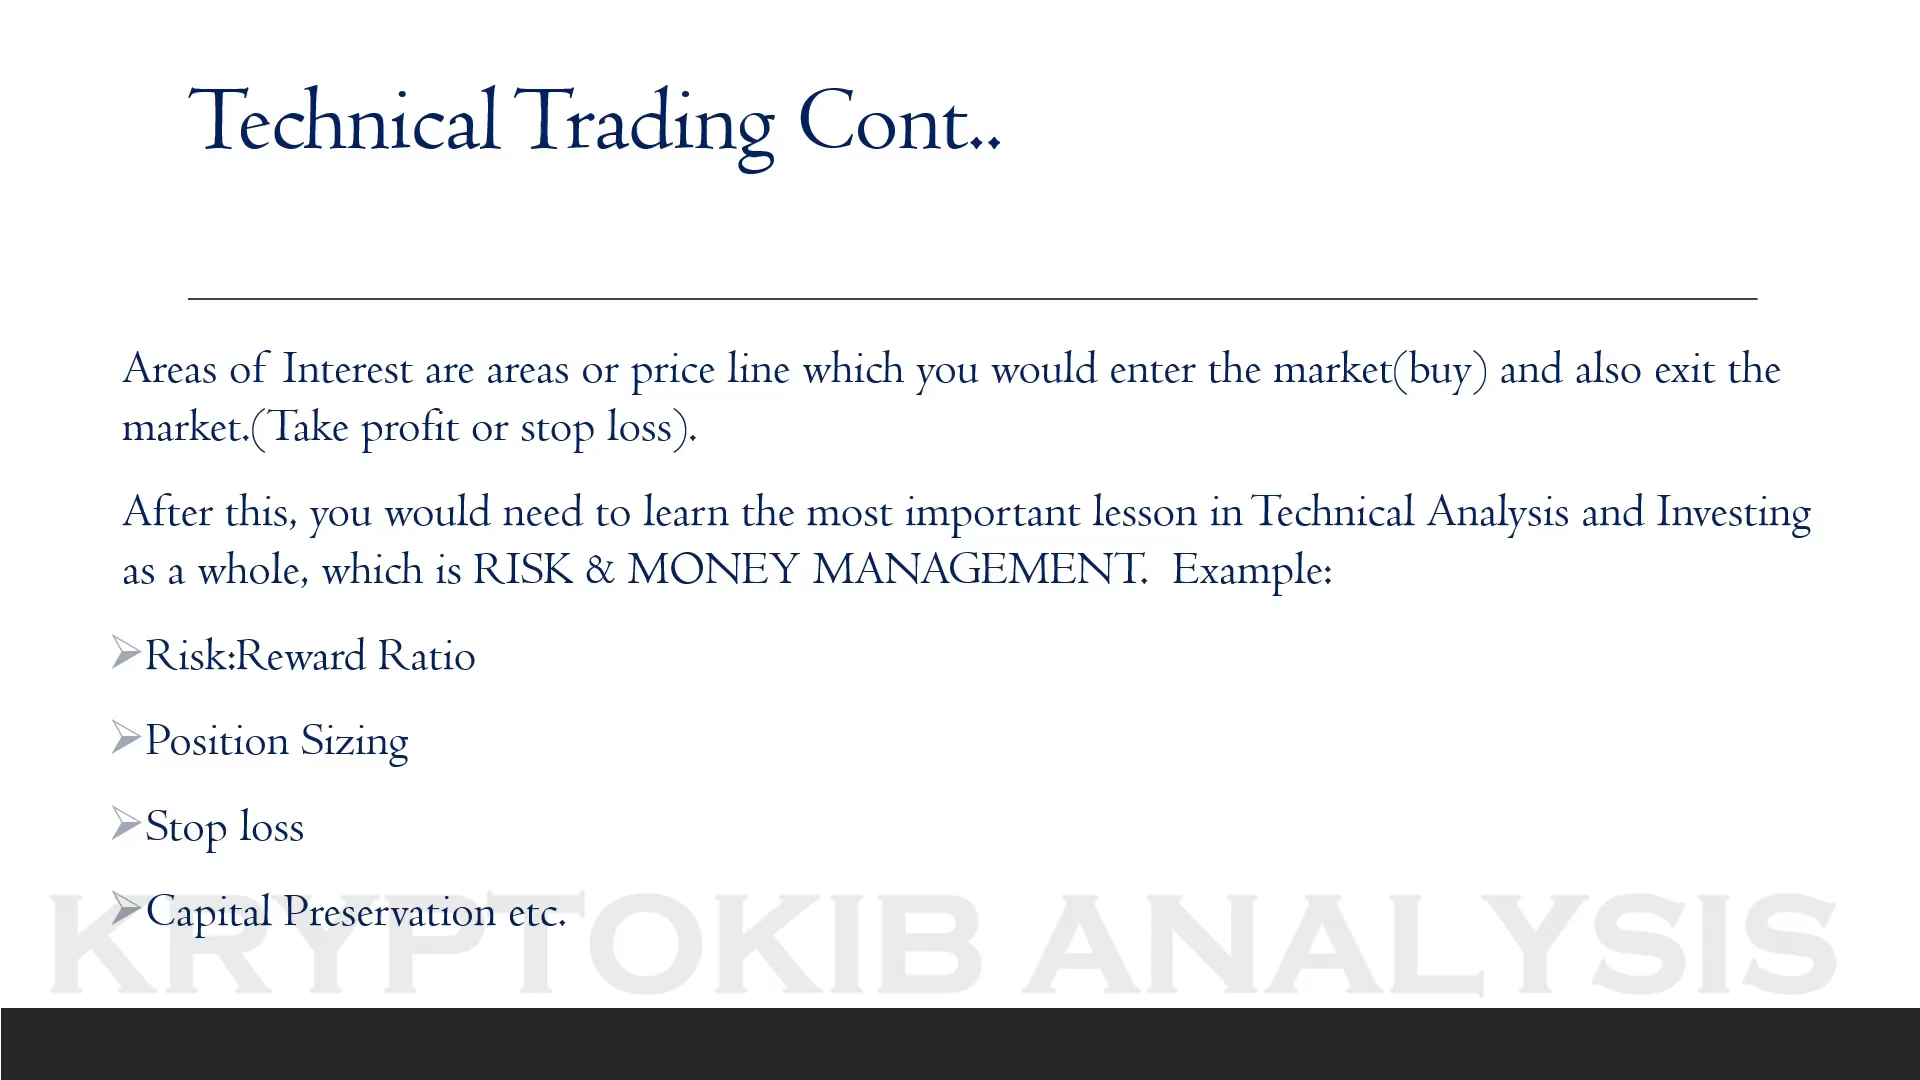 Technical Trading Cont..
Areas of Interest are areas or price line which you would enter the market(buy) and also exit the
market.(Take profit or stop loss).
After this, you would need to learn the most important lesson in Technical Analysis and Investing
as a whole, which is RISK & MONEY MANAGEMENT. Example:
Risk:Reward Ratio
Position Sizing
Stop loss
Capital Preservation etc.
KRYPTOKIB ANALYSIS